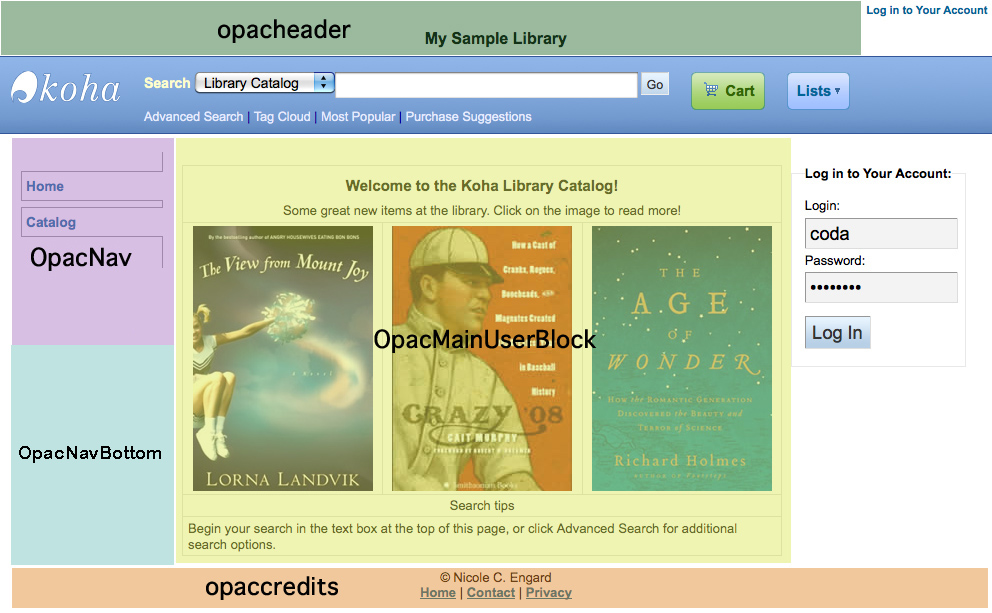 opacheader
My Sample Library
Log in to Your Account
koha
Search Library Catalog Go Cart Lists
Advanced Search | Tag Cloud | Most Popular | Purchase Suggestions
Home
Catalog
OpacNav
OpacNavBottom
Welcome to the Koha Library Catalog!
Some great new items at the library. Click on the image to read more!
By the bestselling author of ANGRY HOUSEWIVES EATING BON BONS
The View from Mount Joy
a Novel
LORNA LANDVIK
How a Cast of
Cranks, Rogues,
Boneheads, and
Magnates Created
in Baseball
History
CRAZY '08
CAIT MURPHY
FOREWORD BY ROBERT W. CREAMER
Smithsonian Books
OpacMainUserBlock
THE
AGE
OF
WONDER
HOW the ROMANTIC GENERATION
DISCOVERED the BEAUTY and
TERROR of SCIENCE
Richard Holmes
AUTHOR OF Footsteps
Search tips
Begin your search in the text box at the top of this page, or click Advanced Search for additional
search options.
Log in to Your Account:
Login:
coda
Password:
••••••••
Log In
opaccredits
© Nicole C. Engard
Home | Contact | Privacy